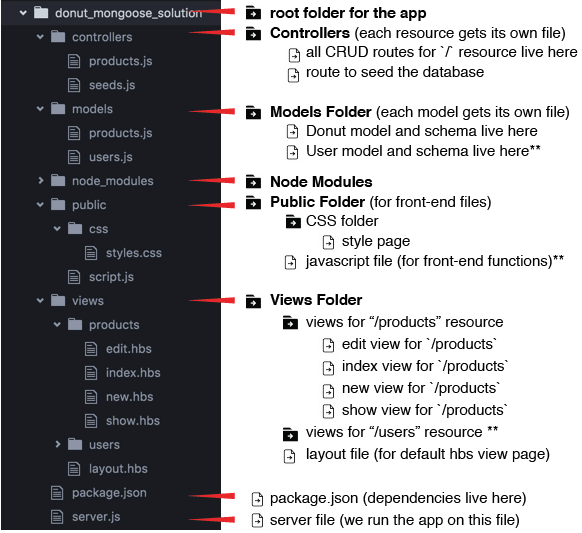 donut_mongoose_solution
controllers
products.js
seeds.js
models
products.js
users.js
node_modules
public
css
styles.css
script.js
views
products
edit.hbs
index.hbs
new.hbs
show.hbs
users
layout.hbs
package.json
server.js
root folder for the app
Controllers (each resource gets its own file)
all CRUD routes for `/` resource live here
route to seed the database
Models Folder (each model gets its own file)
Donut model and schema live here
User model and schema live here**
Node Modules
Public Folder (for front-end files)
CSS folder
style page
javascript file (for front-end functions)**
Views Folder
views for “/products” resource
edit view for `/products`
index view for `/products`
new view for `/products`
show view for `/products`
views for “/users” resource **
layout file (for default hbs view page)
package.json (dependencies live here)
server file (we run the app on this file)